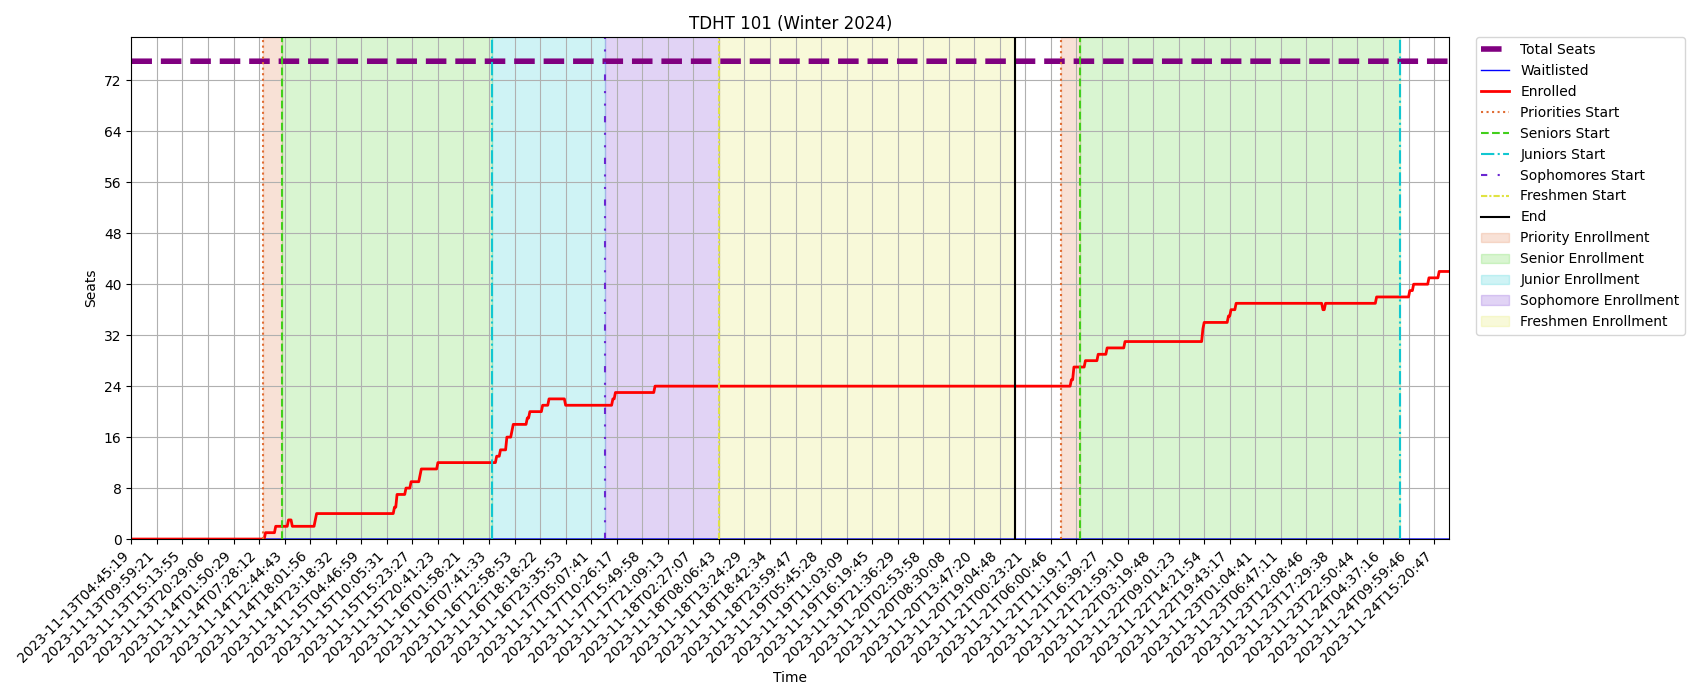 TDHT 101 (Winter 2024)
Seats
72
64
56
48
40
32
24
16
8
0
2023-11-13T04:45:19
2023-11-13T09:59:21
2023-11-13T15:13:55
2023-11-13T20:29:06
2023-11-14T01:50:29
2023-11-14T07:28:12
2023-11-14T12:44:43
2023-11-14T18:01:56
2023-11-14T23:18:32
2023-11-15T04:46:59
2023-11-15T10:05:31
2023-11-15T15:23:27
2023-11-15T20:41:23
2023-11-16T01:58:21
2023-11-16T07:41:33
2023-11-16T12:58:53
2023-11-16T18:18:22
2023-11-16T23:35:53
2023-11-17T05:07:41
2023-11-17T10:26:17
2023-11-17T15:49:58
2023-11-17T21:09:13
2023-11-18T02:27:07
2023-11-18T08:06:43
2023-11-18T13:24:29
2023-11-18T18:42:34
2023-11-18T23:59:47
2023-11-19T05:45:28
2023-11-19T11:03:09
2023-11-19T16:19:45
2023-11-19T21:36:29
2023-11-20T02:53:58
2023-11-20T08:30:08
2023-11-20T13:47:20
2023-11-20T19:04:48
2023-11-21T00:23:21
2023-11-21T06:00:46
2023-11-21T11:19:17
2023-11-21T16:39:27
2023-11-21T21:59:10
2023-11-22T03:19:48
2023-11-22T09:01:23
2023-11-22T14:21:54
2023-11-22T19:43:17
2023-11-23T01:04:41
2023-11-23T06:47:11
2023-11-23T12:08:46
2023-11-23T17:29:38
2023-11-23T22:50:44
2023-11-24T04:37:16
2023-11-24T09:59:46
2023-11-24T15:20:47
Time
Total Seats
Waitlisted
Enrolled
Priorities Start
Seniors Start
Juniors Start
Sophomores Start
Freshmen Start
End
Priority Enrollment
Senior Enrollment
Junior Enrollment
Sophomore Enrollment
Freshmen Enrollment